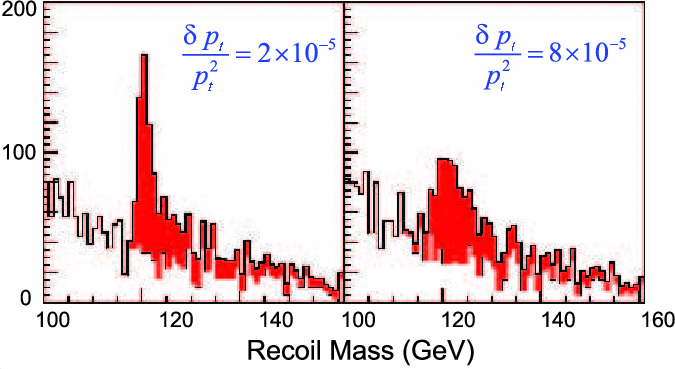 200
100
0
δ p_t / p_t^2 = 2×10^-5
δ p_t / p_t^2 = 8×10^-5
100 120 140 100 120 140 160
Recoil Mass (GeV)